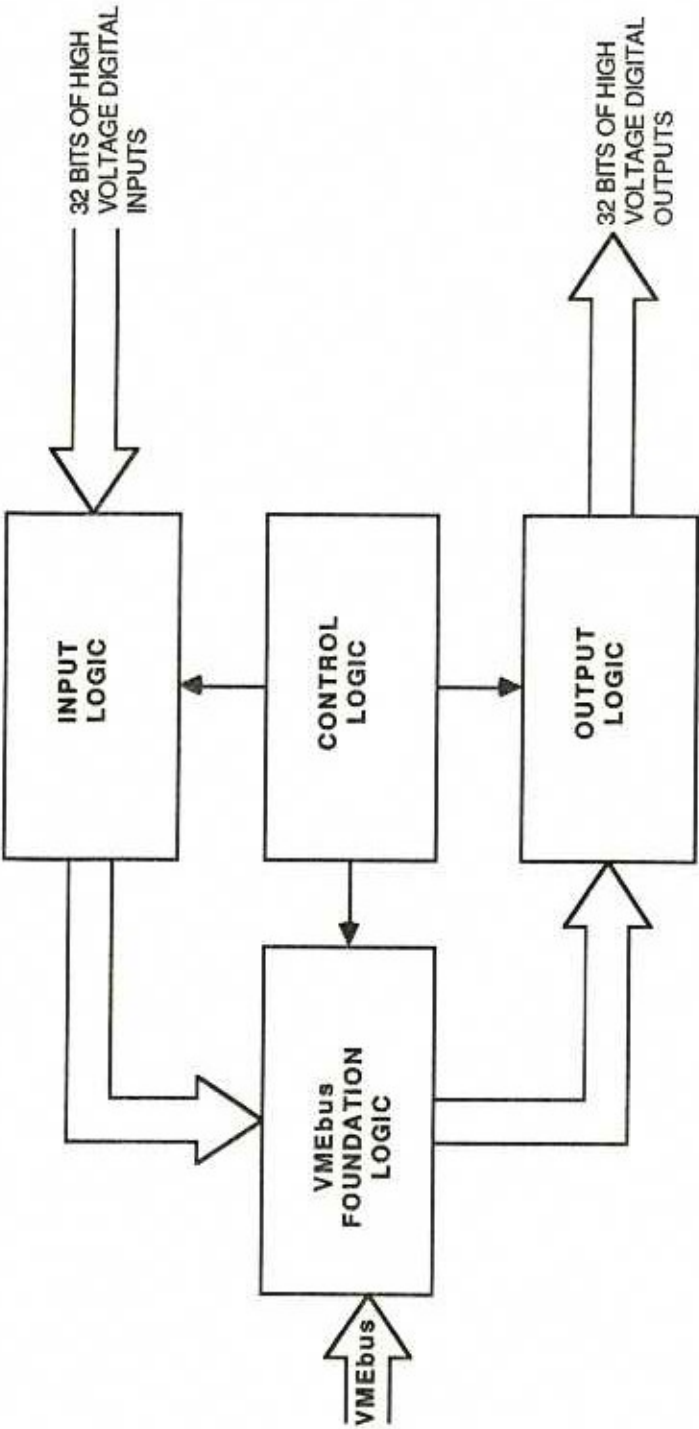 32 BITS OF HIGH
VOLTAGE DIGITAL
INPUTS
INPUT
LOGIC
CONTROL
LOGIC
VMEbus
FOUNDATION
LOGIC
VMEbus
OUTPUT
LOGIC
32 BITS OF HIGH
VOLTAGE DIGITAL
OUTPUTS